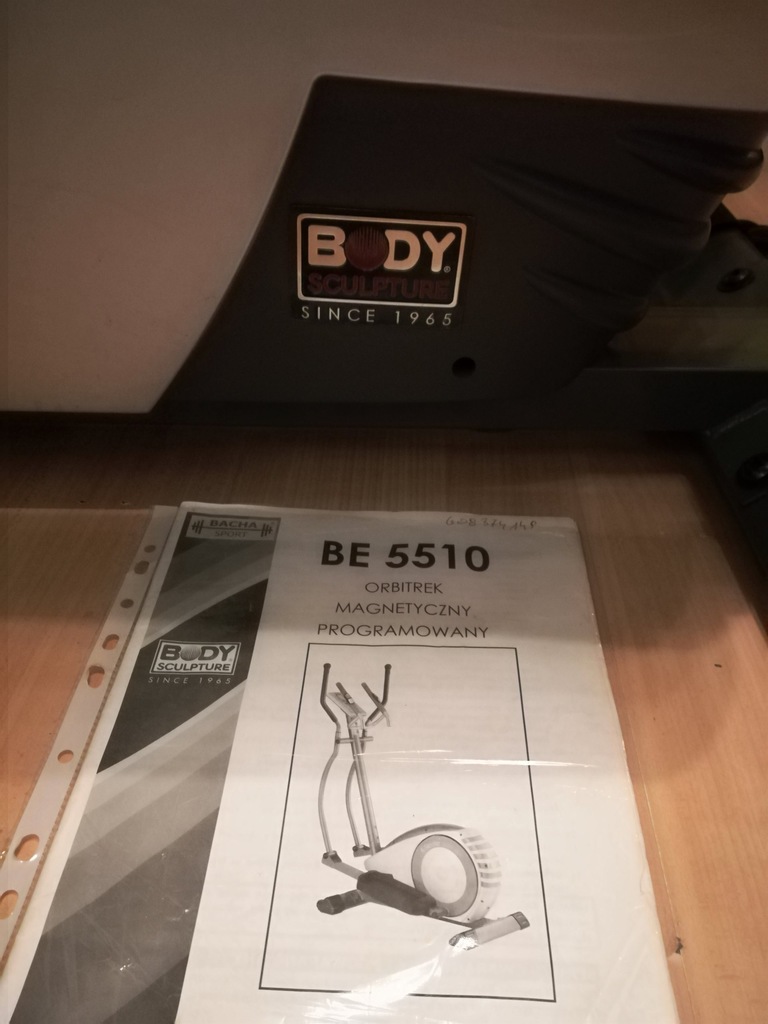 BODY®
SCULPTURE
SINCE 1965
BACHA
SPORT
BE 5510
ORBITREK
MAGNETYCZNY
PROGRAMOWANY
BODY
SCULPTURE
SINCE 1965